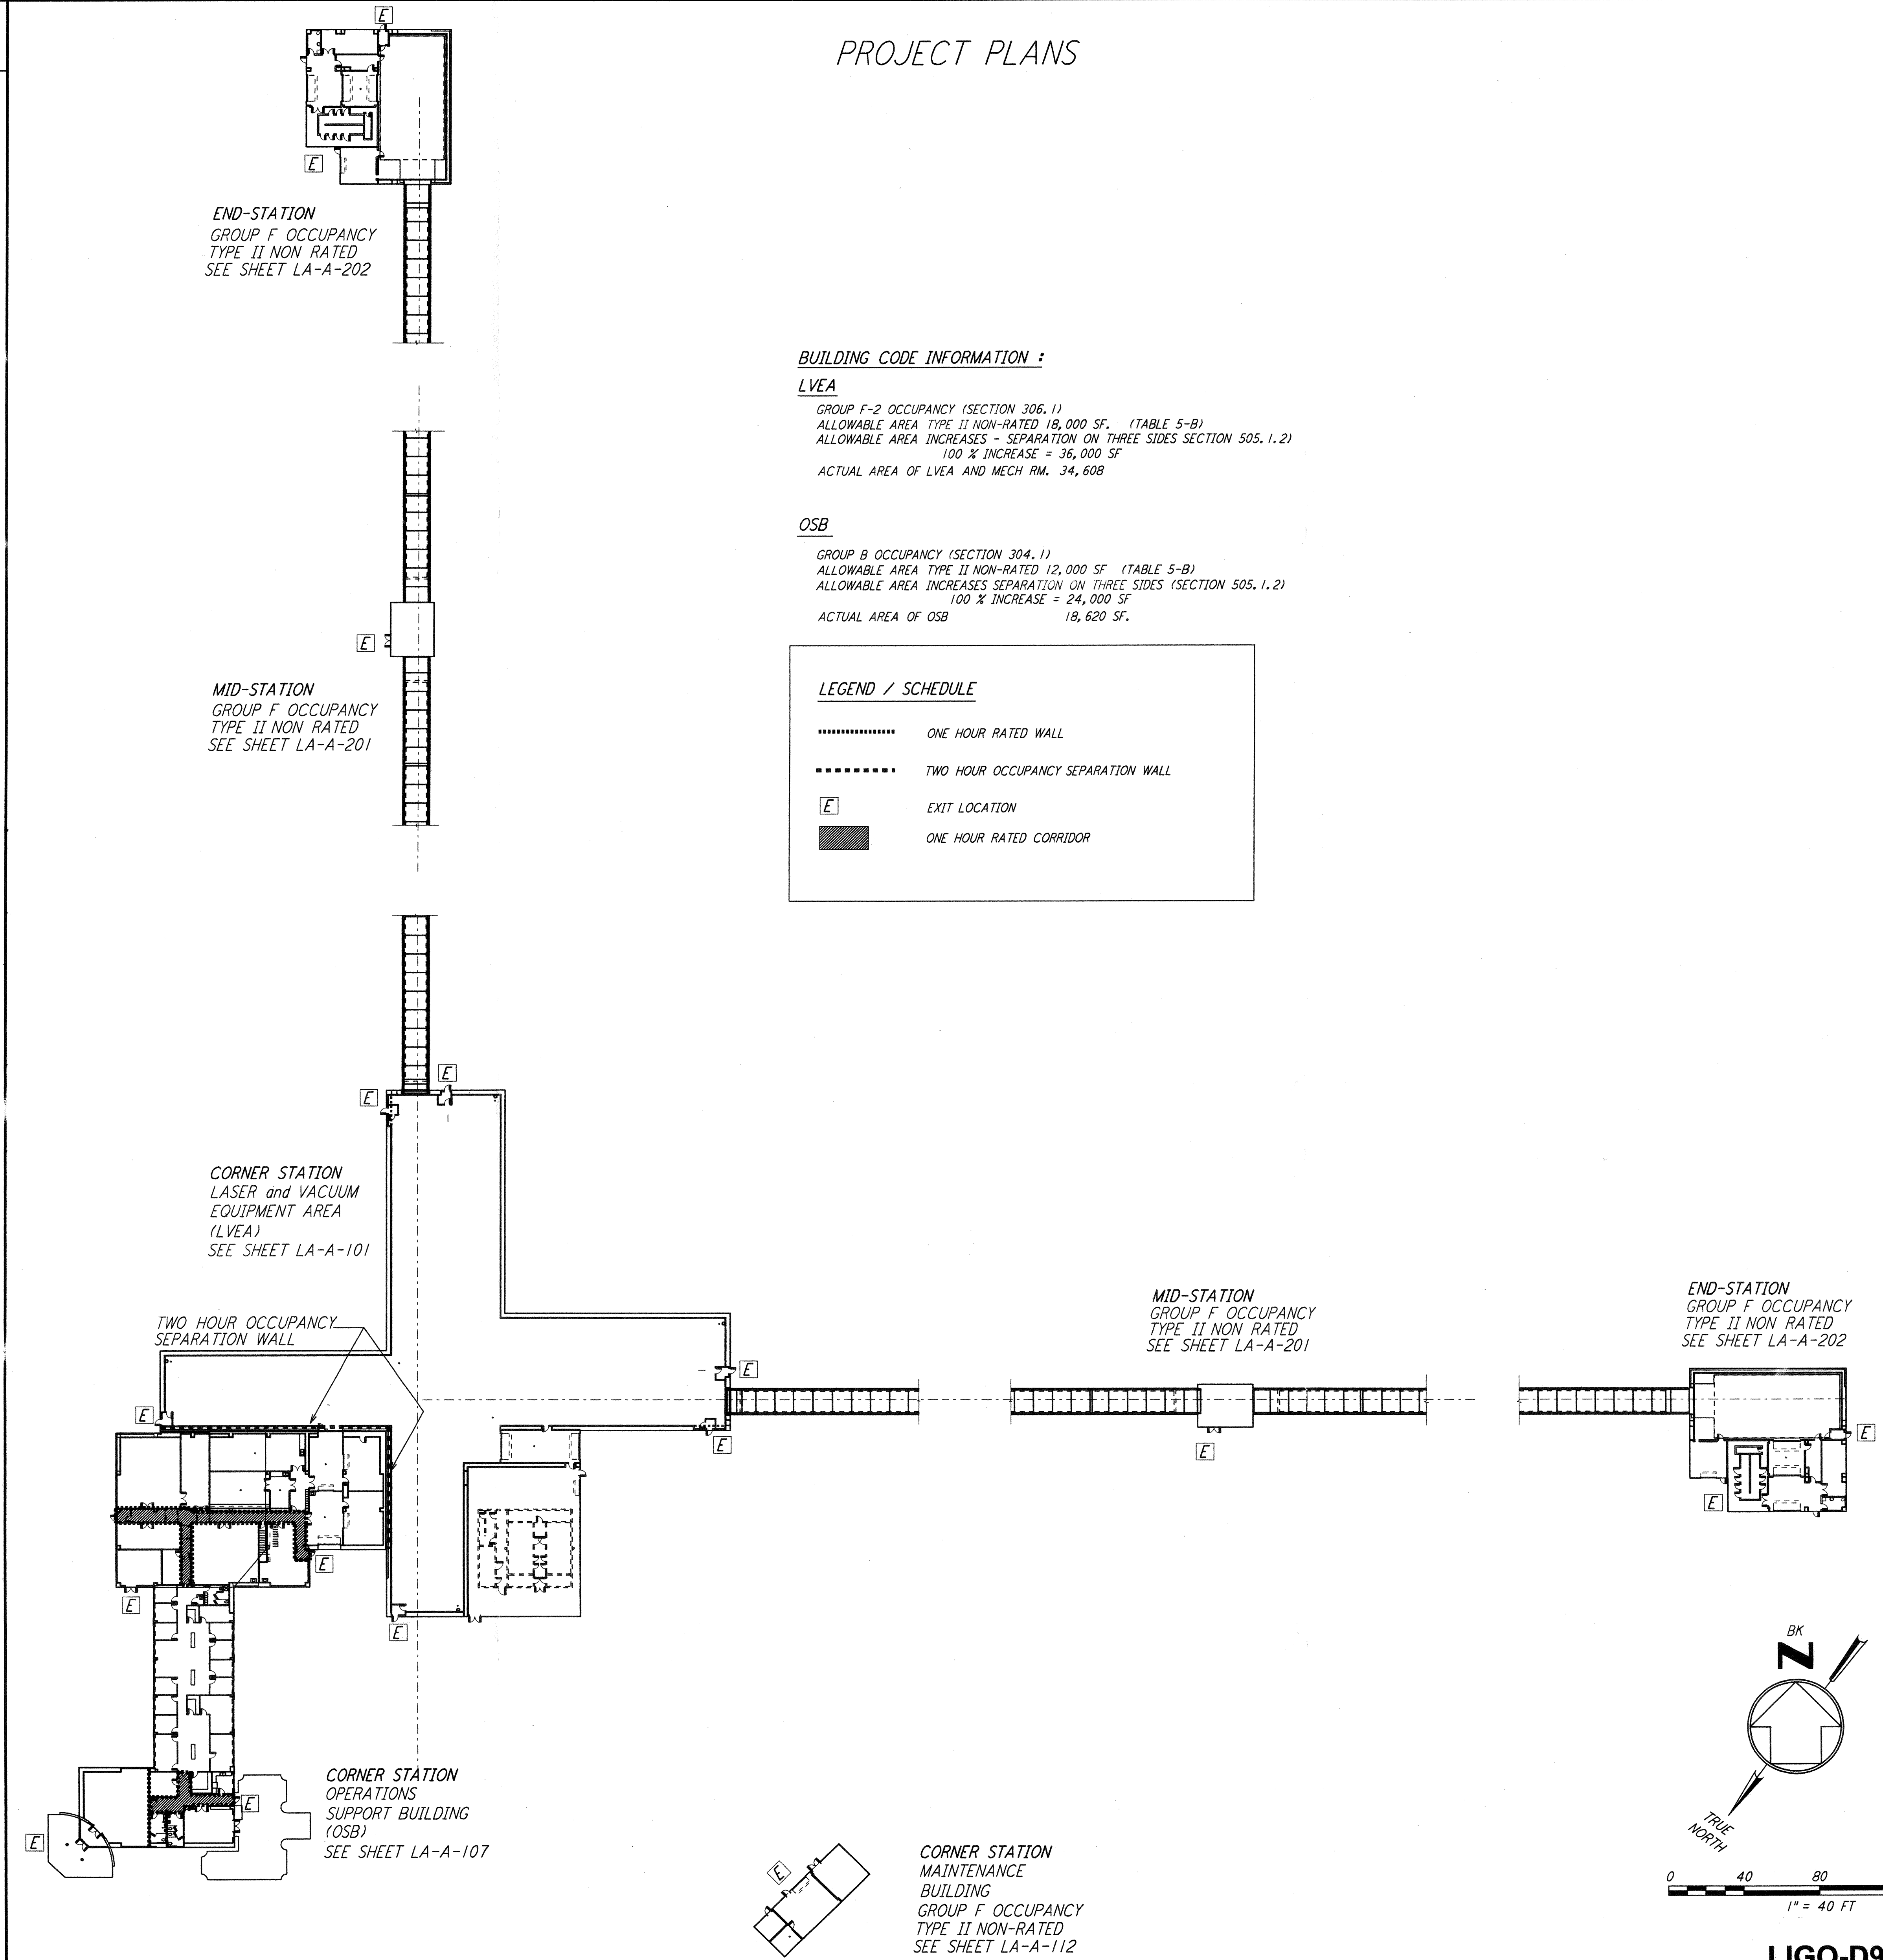 PROJECT PLANS
E
E
END-STATION
GROUP F OCCUPANCY
TYPE II NON RATED
SEE SHEET LA-A-202
BUILDING CODE INFORMATION :
LVEA
GROUP F-2 OCCUPANCY (SECTION 306.1)
ALLOWABLE AREA TYPE II NON-RATED 18,000 SF. (TABLE 5-B)
ALLOWABLE AREA INCREASES - SEPARATION ON THREE SIDES SECTION 505.1.2)
100 % INCREASE = 36,000 SF
ACTUAL AREA OF LVEA AND MECH RM. 34,608
OSB
GROUP B OCCUPANCY (SECTION 304.1)
ALLOWABLE AREA TYPE II NON-RATED 12,000 SF (TABLE 5-B)
ALLOWABLE AREA INCREASES SEPARATION ON THREE SIDES (SECTION 505.1.2)
100 % INCREASE = 24,000 SF
ACTUAL AREA OF OSB 18,620 SF.
E
MID-STATION
GROUP F OCCUPANCY
TYPE II NON RATED
SEE SHEET LA-A-201
LEGEND / SCHEDULE
ONE HOUR RATED WALL
TWO HOUR OCCUPANCY SEPARATION WALL
E EXIT LOCATION
ONE HOUR RATED CORRIDOR
E
E
CORNER STATION
LASER and VACUUM
EQUIPMENT AREA
(LVEA)
SEE SHEET LA-A-101
TWO HOUR OCCUPANCY
SEPARATION WALL
E
E
E
MID-STATION
GROUP F OCCUPANCY
TYPE II NON RATED
SEE SHEET LA-A-201
E
END-STATION
GROUP F OCCUPANCY
TYPE II NON RATED
SEE SHEET LA-A-202
E
E
E
E
E
CORNER STATION
OPERATIONS
SUPPORT BUILDING
(OSB)
SEE SHEET LA-A-107
E
E
E
CORNER STATION
MAINTENANCE
BUILDING
GROUP F OCCUPANCY
TYPE II NON-RATED
SEE SHEET LA-A-112
BK
N
TRUE
NORTH
0 40 80
1" = 40 FT
LIGO-D9